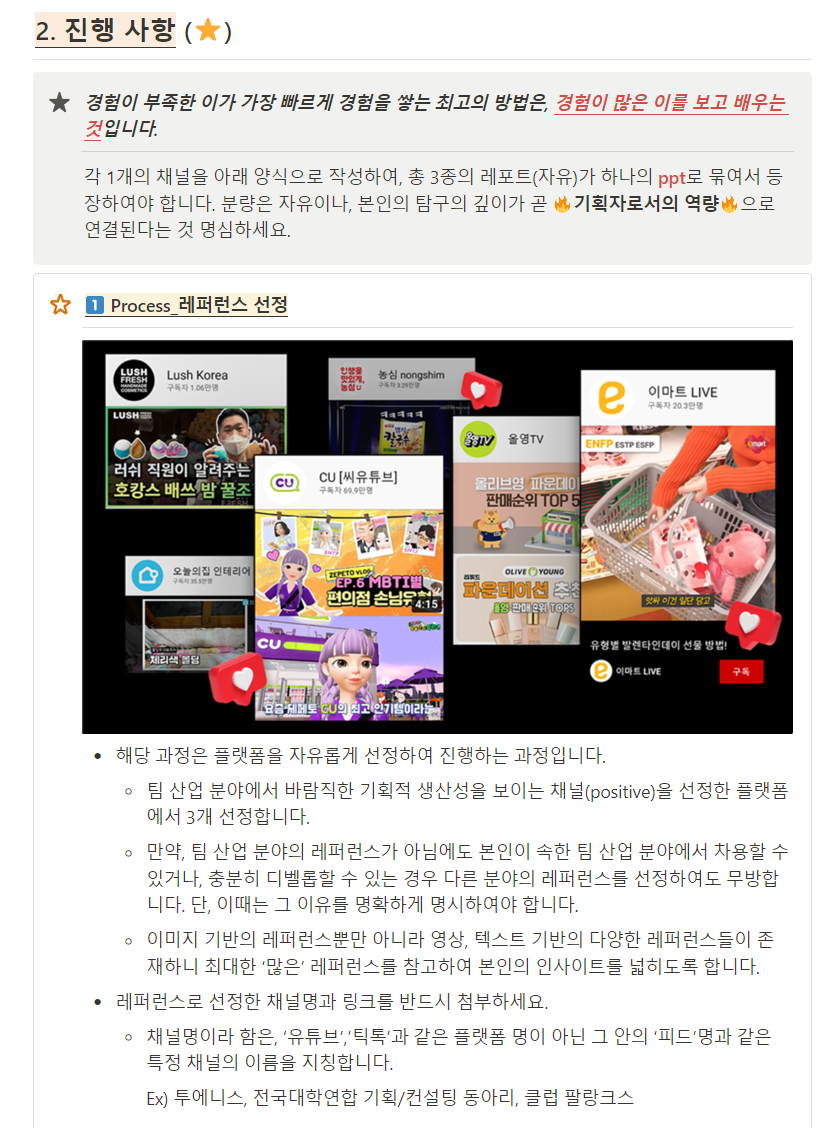 2. 진행 사항 (⭐)
경험이 부족한 이가 가장 빠르게 경험을 쌓는 최고의 방법은, 경험이 많은 이를 보고 배우는
것입니다.
각 1개의 채널을 아래 양식으로 작성하여, 총 3종의 레포트(자유)가 하나의 ppt로 묶여서 등
장하여야 합니다. 분량은 자유이나, 본인의 탐구의 깊이가 곧 🔥기획자로서의 역량🔥으로
연결된다는 것 명심하세요.
1️⃣ Process_레퍼런스 선정
LUSH
FRESH
HANDMADE
COSMETICS
Lush Korea
구독자 1.06만명
LUSH
러쉬 직원이 알려주는
호캉스 배쓰 밤 꿀조
인생을
맛있게,
농심
농심 nongshim
구독자 3.29만명
칼국수
이마트 LIVE
구독자 20.3만명
ENFP ESTP ESFP
emart
앗싸 이건 일단 담고
유형별 발렌타인데이 선물 방법!
이마트 LIVE
구독
올영TV
올영TV
올리브영 파운데이
판매순위 TOP 5
OLIVE YOUNG
파운데이션 추천
올영 판매 순위 TOP5
CU
CU [씨유튜브]
구독자 69.9만명
ZEPETO VLOG
EP.6 MBTI별
편의점 손님유형
4:15
CU
요즘 제페토 CU의 최고 인기템이라는
오늘의집 인테리어
구독자 35.5만명
체리색 몰딩
• 해당 과정은 플랫폼을 자유롭게 선정하여 진행하는 과정입니다.
◦ 팀 산업 분야에서 바람직한 기획적 생산성을 보이는 채널(positive)을 선정한 플랫폼
에서 3개 선정합니다.
◦ 만약, 팀 산업 분야의 레퍼런스가 아님에도 본인이 속한 팀 산업 분야에서 차용할 수
있거나, 충분히 디벨롭할 수 있는 경우 다른 분야의 레퍼런스를 선정하여도 무방합
니다. 단, 이때는 그 이유를 명확하게 명시하여야 합니다.
◦ 이미지 기반의 레퍼런스뿐만 아니라 영상, 텍스트 기반의 다양한 레퍼런스들이 존
재하니 최대한 ‘많은’ 레퍼런스를 참고하여 본인의 인사이트를 넓히도록 합니다.
• 레퍼런스로 선정한 채널명과 링크를 반드시 첨부하세요.
◦ 채널명이라 함은, ‘유튜브’,’틱톡’과 같은 플랫폼 명이 아닌 그 안의 ‘피드’명과 같은
특정 채널의 이름을 지칭합니다.
Ex) 투에니스, 전국대학연합 기획/컨설팅 동아리, 클럽 팔랑크스